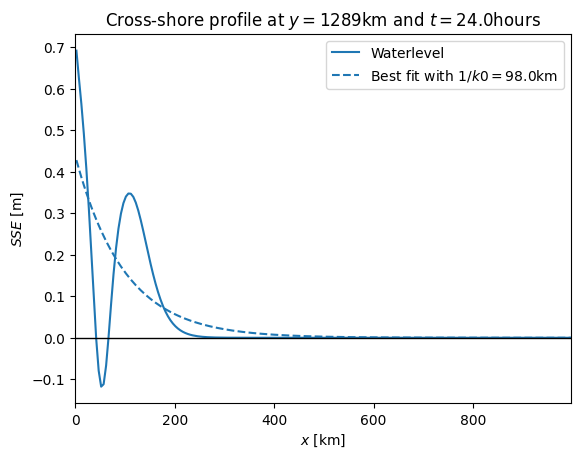 Cross-shore profile at y = 1289km and t = 24.0hours
Waterlevel
Best fit with 1/k0 = 98.0km
0.7
0.6
0.5
0.4
0.3
0.2
0.1
0.0
−0.1
SSE [m]
0 200 400 600 800
x [km]